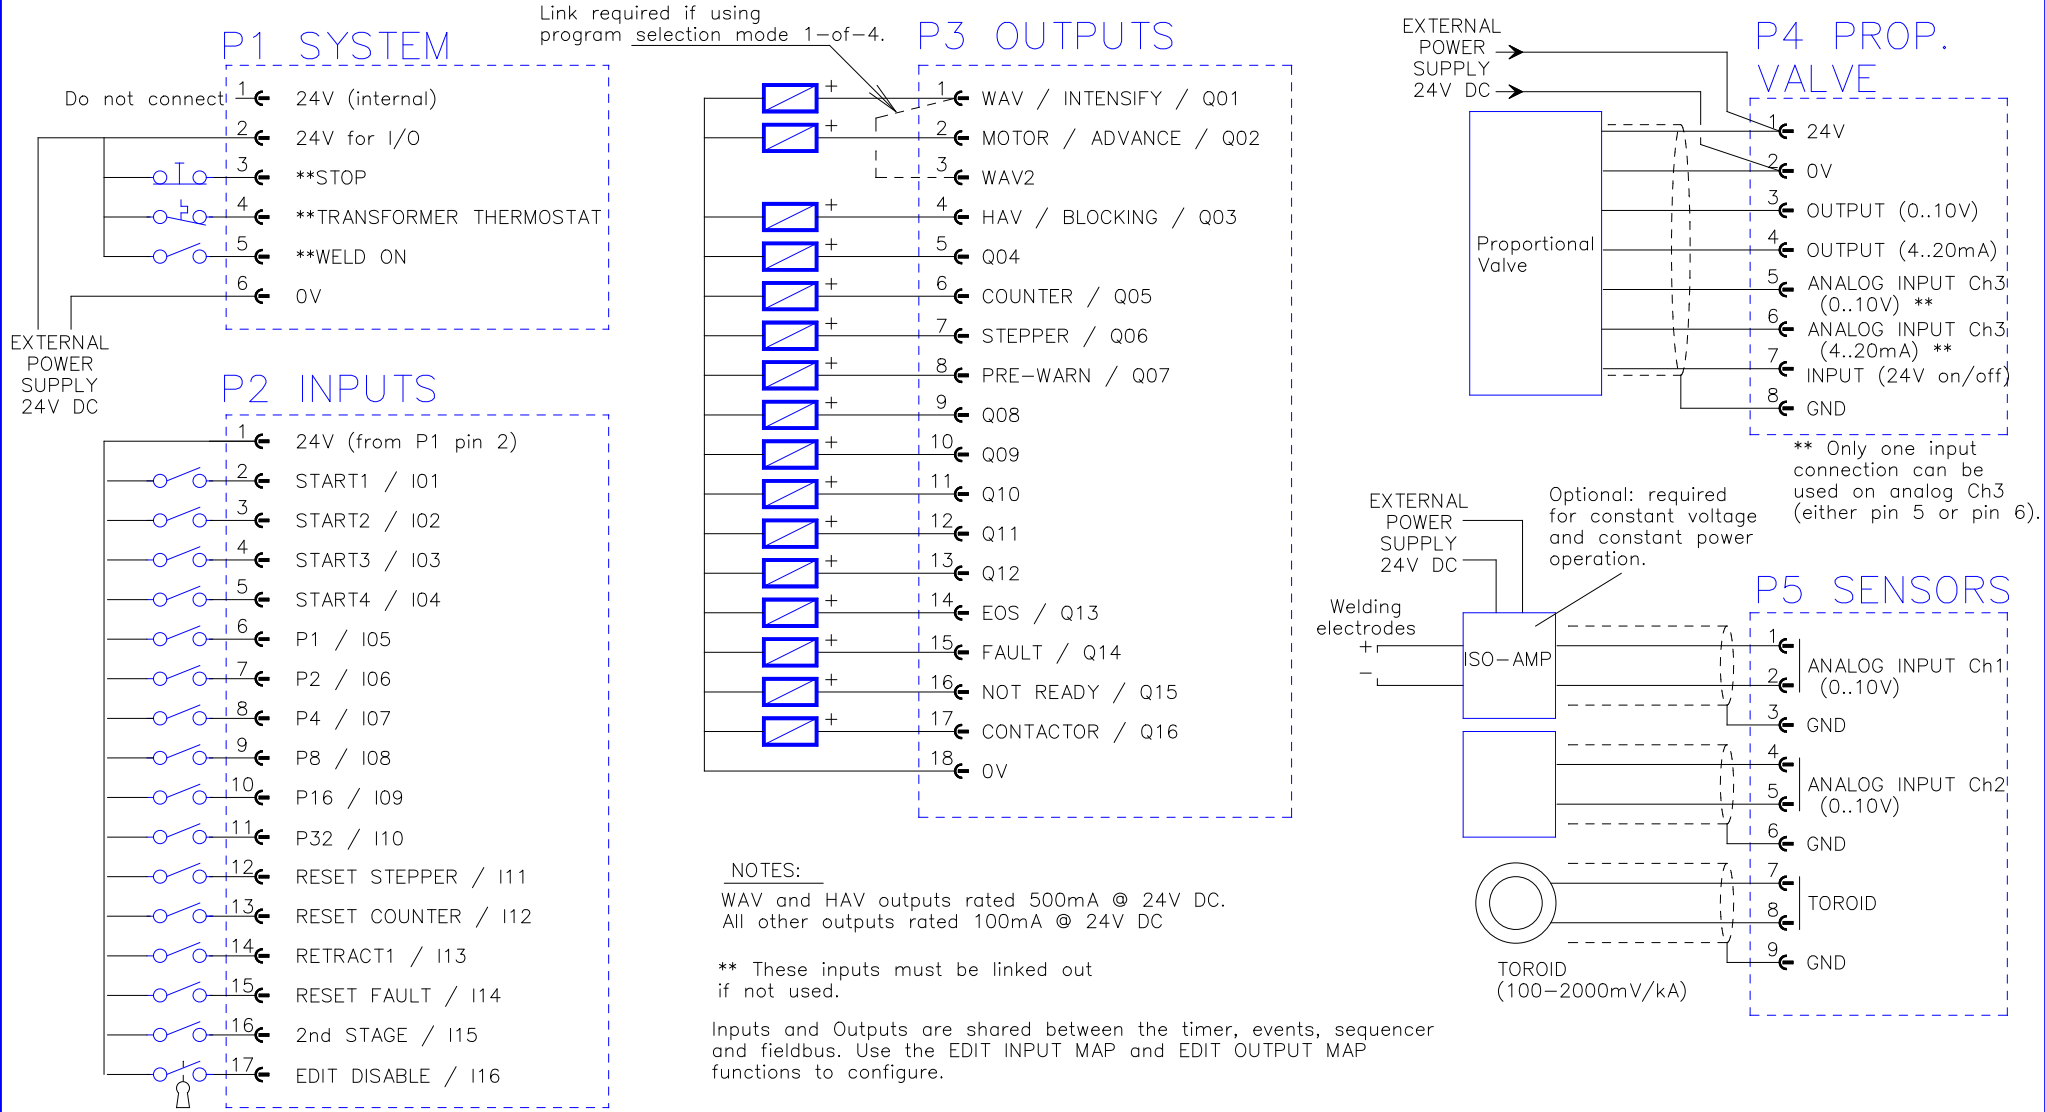 P1 SYSTEM
Do not connect
1 24V (internal)
2 24V for I/O
3 **STOP
4 **TRANSFORMER THERMOSTAT
5 **WELD ON
6 0V
EXTERNAL
POWER
SUPPLY
24V DC
P2 INPUTS
1 24V (from P1 pin 2)
2 START1 / I01
3 START2 / I02
4 START3 / I03
5 START4 / I04
6 P1 / I05
7 P2 / I06
8 P4 / I07
9 P8 / I08
10 P16 / I09
11 P32 / I10
12 RESET STEPPER / I11
13 RESET COUNTER / I12
14 RETRACT1 / I13
15 RESET FAULT / I14
16 2nd STAGE / I15
17 EDIT DISABLE / I16
Link required if using
program selection mode 1-of-4.
P3 OUTPUTS
+ 1 WAV / INTENSIFY / Q01
+ 2 MOTOR / ADVANCE / Q02
3 WAV2
+ 4 HAV / BLOCKING / Q03
+ 5 Q04
+ 6 COUNTER / Q05
+ 7 STEPPER / Q06
+ 8 PRE-WARN / Q07
+ 9 Q08
+ 10 Q09
+ 11 Q10
+ 12 Q11
+ 13 Q12
+ 14 EOS / Q13
+ 15 FAULT / Q14
+ 16 NOT READY / Q15
+ 17 CONTACTOR / Q16
18 0V
NOTES:
WAV and HAV outputs rated 500mA @ 24V DC.
All other outputs rated 100mA @ 24V DC
** These inputs must be linked out
if not used.
Inputs and Outputs are shared between the timer, events, sequencer
and fieldbus. Use the EDIT INPUT MAP and EDIT OUTPUT MAP
functions to configure.
EXTERNAL
POWER
SUPPLY
24V DC
P4 PROP.
VALVE
Proportional
Valve
1 24V
2 0V
3 OUTPUT (0..10V)
4 OUTPUT (4..20mA)
5 ANALOG INPUT Ch3
(0..10V) **
6 ANALOG INPUT Ch3
(4..20mA) **
7 INPUT (24V on/off)
8 GND
** Only one input
connection can be
used on analog Ch3
(either pin 5 or pin 6).
EXTERNAL
POWER
SUPPLY
24V DC
Optional: required
for constant voltage
and constant power
operation.
Welding
electrodes
+
-
ISO-AMP
P5 SENSORS
1
ANALOG INPUT Ch1
2 (0..10V)
3 GND
4
ANALOG INPUT Ch2
5 (0..10V)
6 GND
7
TOROID
8
9 GND
TOROID
(100-2000mV/kA)